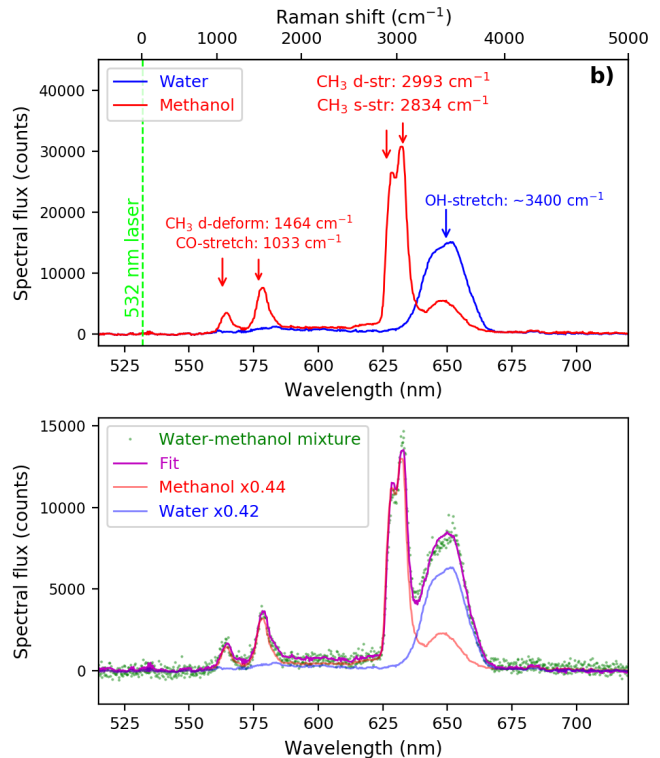 Raman shift (cm⁻¹)
0 1000 2000 3000 4000 5000
b)
Water
Methanol
CH₃ d-str: 2993 cm⁻¹
CH₃ s-str: 2834 cm⁻¹
OH-stretch: ~3400 cm⁻¹
CH₃ d-deform: 1464 cm⁻¹
CO-stretch: 1033 cm⁻¹
532 nm laser
Spectral flux (counts)
40000
30000
20000
10000
0
525 550 575 600 625 650 675 700
Wavelength (nm)
Water-methanol mixture
Fit
Methanol x0.44
Water x0.42
Spectral flux (counts)
15000
10000
5000
0
525 550 575 600 625 650 675 700
Wavelength (nm)